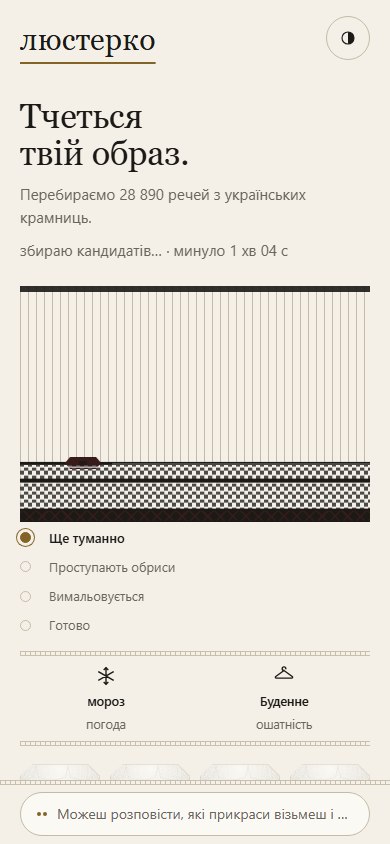 люстерко
Тчеться
твій образ.
Перебираємо 28 890 речей з українських
крамниць.
збираю кандидатів... · минуло 1 хв 04 с
Ще туманно
Проступають обриси
Вимальовується
Готово
мороз
погода
Буденне
ошатність
Можеш розповісти, які прикраси візьмеш і ...